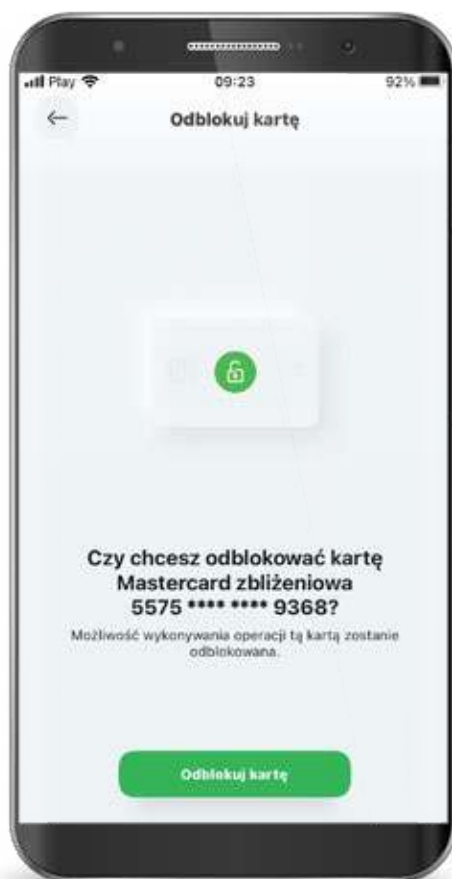 Play 09:23 92%
Odblokuj kartę
Czy chcesz odblokować kartę
Mastercard zbliżeniowa
5575 **** **** 9368?
Możliwość wykonywania operacji tą kartą zostanie
odblokowana.
Odblokuj kartę